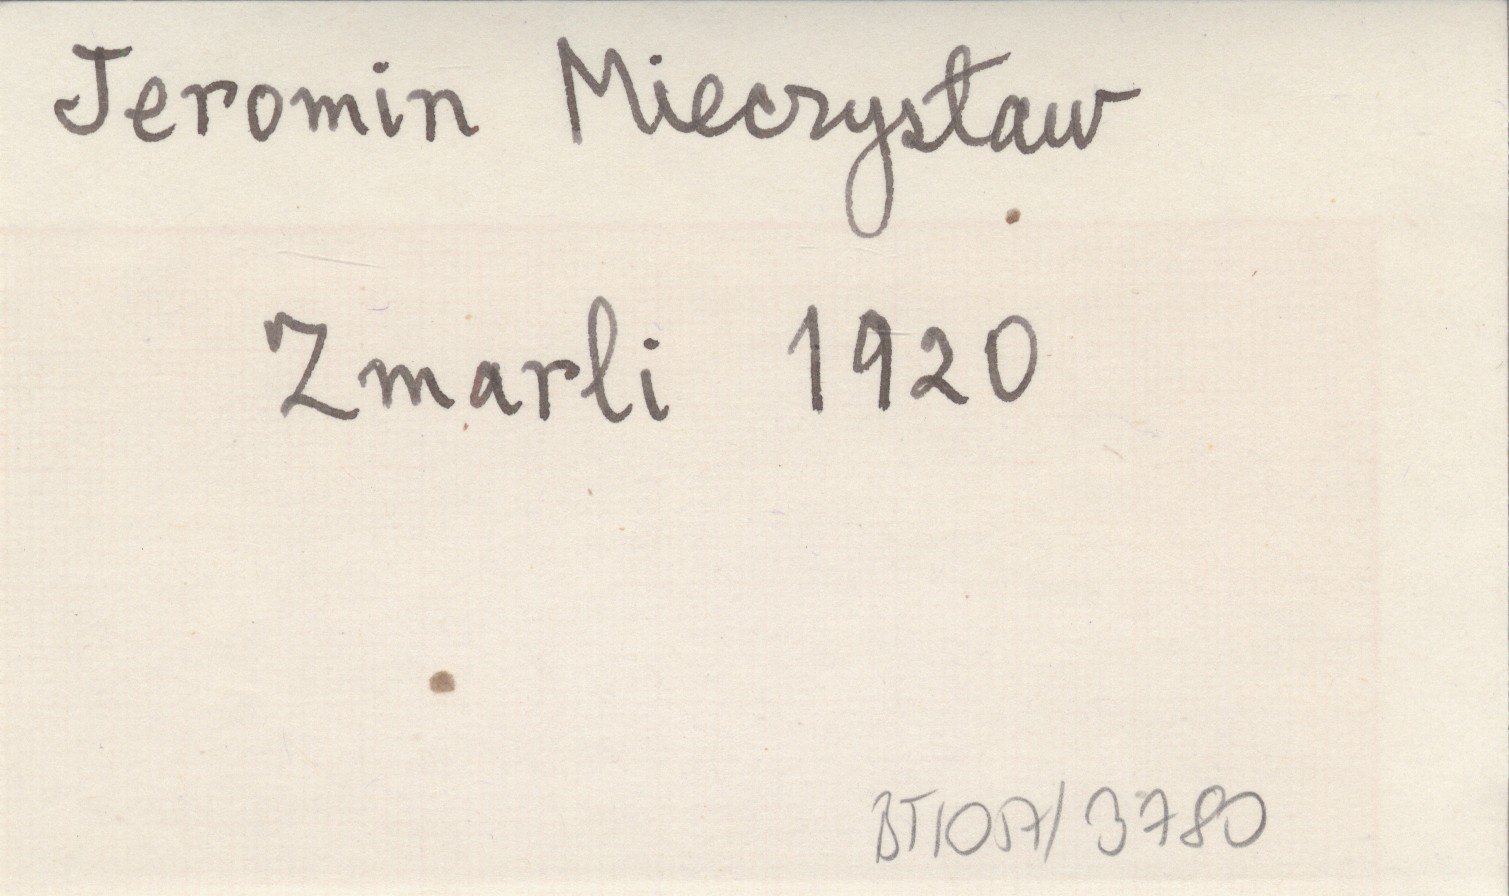 Jeromin Mieczysław
Zmarli 1920
BT1057/3780